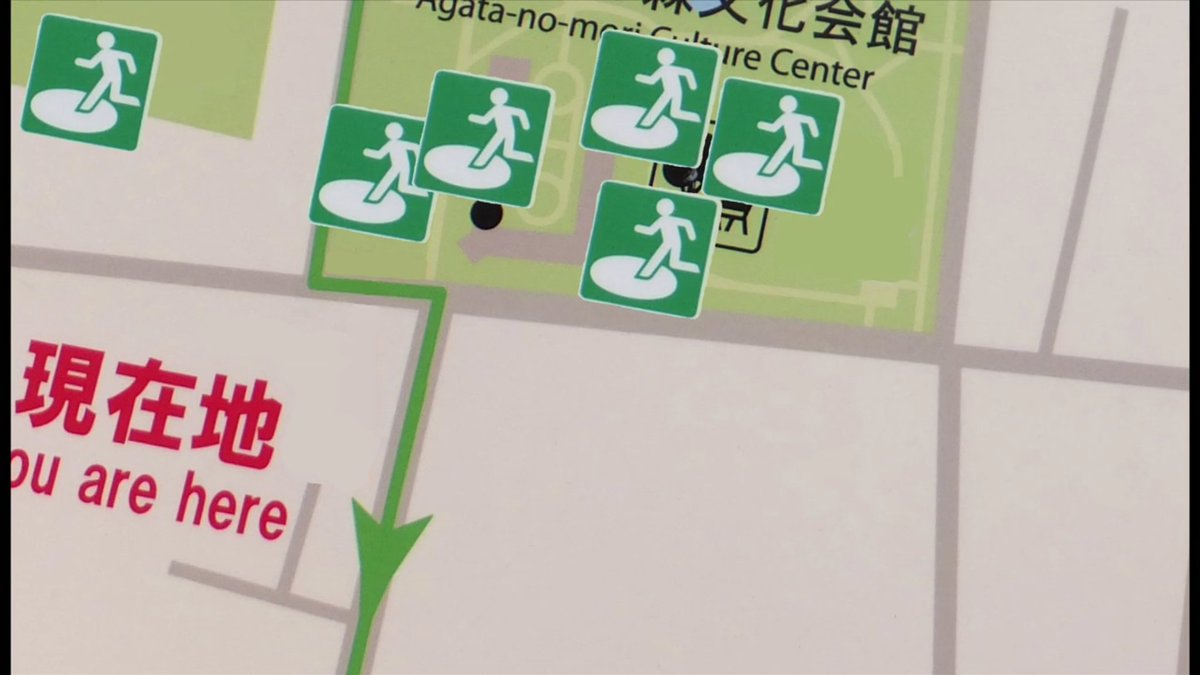 森文化会館
Agata-no-mori Culture Center
現在地
ou are here